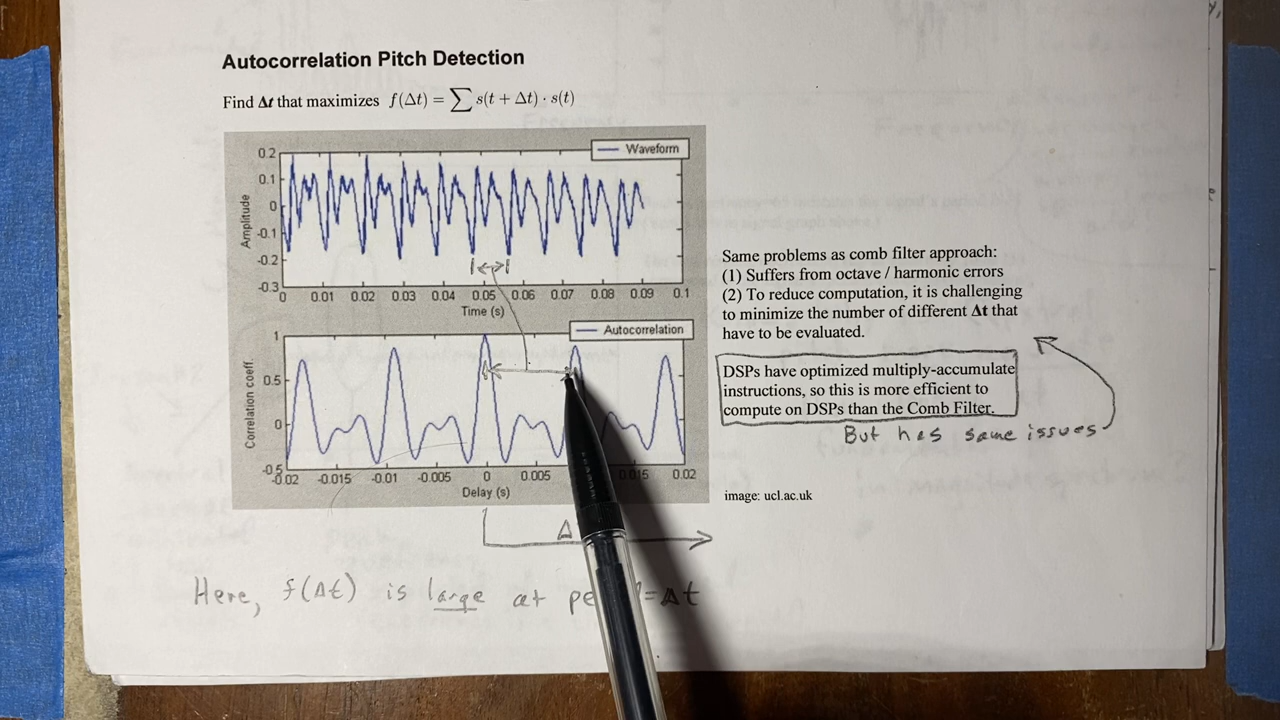 Autocorrelation Pitch Detection
Find Δt that maximizes f(Δt) = ∑ s(t + Δt) · s(t)
Waveform
0.2
0.1
0
-0.1
-0.2
-0.3
Amplitude
0 0.01 0.02 0.03 0.04 0.05 0.06 0.07 0.08 0.09 0.1
Time (s)
Autocorrelation
1
0.5
0
-0.5
Correlation coeff.
-0.02 -0.015 -0.01 -0.005 0 0.005 0.015 0.02
Delay (s)
Same problems as comb filter approach:
(1) Suffers from octave / harmonic errors
(2) To reduce computation, it is challenging
to minimize the number of different Δt that
have to be evaluated.
DSPs have optimized multiply-accumulate
instructions, so this is more efficient to
compute on DSPs than the Comb Filter.
But has same issues
image: ucl.ac.uk
Δ
Here, f(Δt) is large at pe = Δt